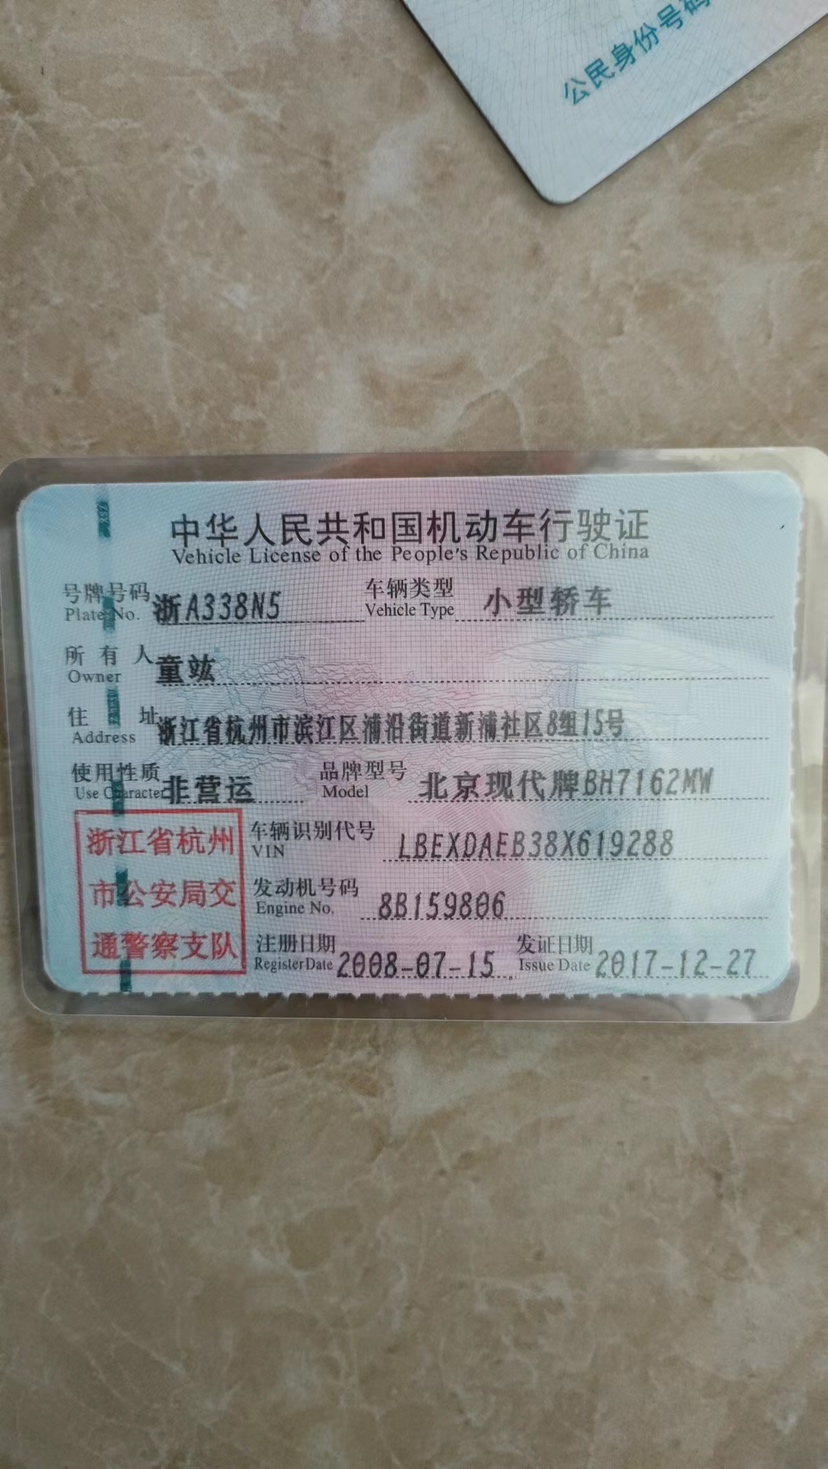 公民身份号码
中华人民共和国机动车行驶证
Vehicle License of the People's Republic of China
号牌号码 浙A338N5 车辆类型 小型轿车
Plate No. Vehicle Type
所有人 童竑
Owner
住址 浙江省杭州市滨江区浦沿街道新浦社区8组15号
Address
使用性质 非营运 品牌型号 北京现代牌BH7162MW
Use Character Model
浙江省杭州
市公安局交
通警察支队
车辆识别代号 LBEXDAEB38X619288
VIN
发动机号码 8B159806
Engine No.
注册日期 2008-07-15 发证日期 2017-12-27
Register Date Issue Date